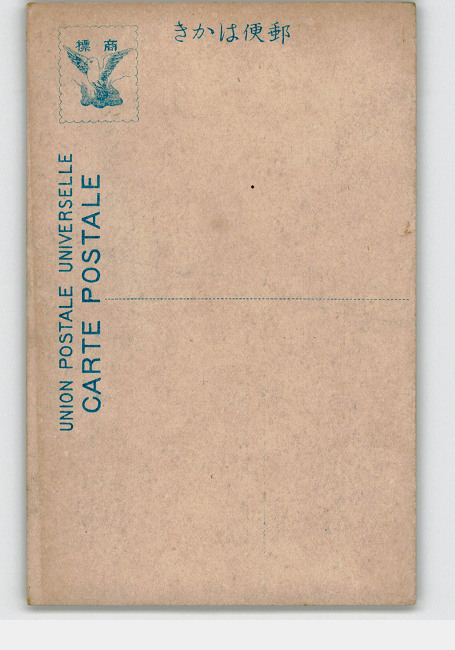 郵便はかき
商標
UNION POSTALE UNIVERSELLE
CARTE POSTALE